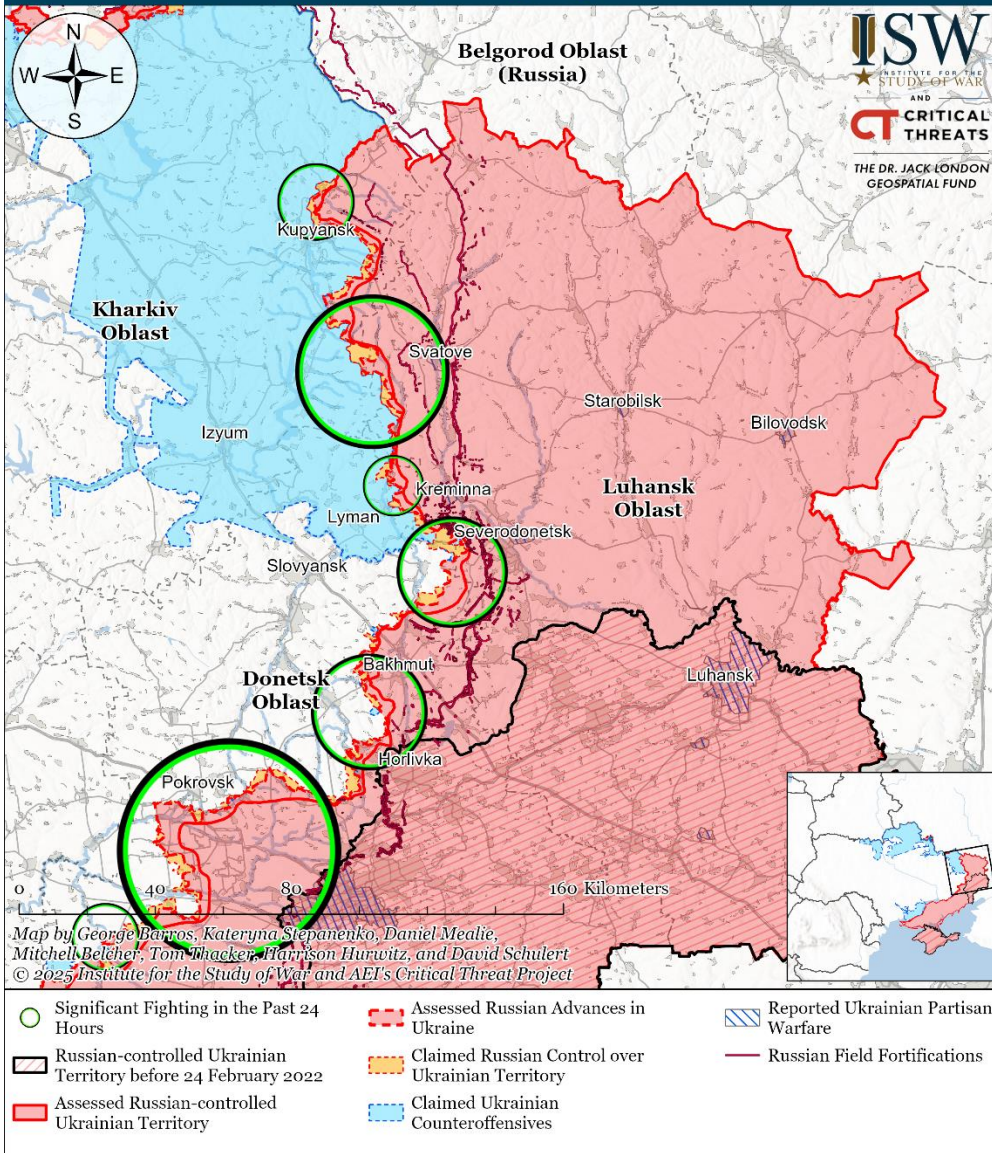 N
W E
S
Belgorod Oblast
(Russia)
ISW
INSTITUTE FOR THE
STUDY OF WAR
AND
CT CRITICAL
THREATS
THE DR. JACK LONDON
GEOSPATIAL FUND
Kupyansk
Kharkiv
Oblast
Svatove
Starobilsk
Bilovodsk
Izyum
Kreminna
Luhansk
Oblast
Lyman
Severodonetsk
Slovyansk
Bakhmut
Luhansk
Donetsk
Oblast
Horlivka
Pokrovsk
0 40 80 160 Kilometers
Map by George Barros, Kateryna Stepanenko, Daniel Mealie,
Mitchell Belcher, Tom Thacker, Harrison Hurwitz, and David Schulert
© 2025 Institute for the Study of War and AEI's Critical Threat Project
Significant Fighting in the Past 24
Hours
Russian-controlled Ukrainian
Territory before 24 February 2022
Assessed Russian-controlled
Ukrainian Territory
Assessed Russian Advances in
Ukraine
Claimed Russian Control over
Ukrainian Territory
Claimed Ukrainian
Counteroffensives
Reported Ukrainian Partisan
Warfare
Russian Field Fortifications